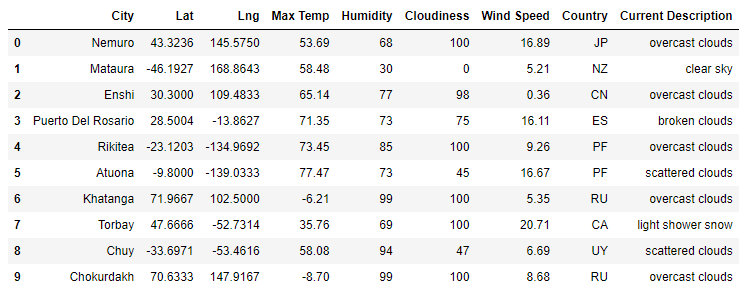 City Lat Lng Max Temp Humidity Cloudiness Wind Speed Country Current Description
0 Nemuro 43.3236 145.5750 53.69 68 100 16.89 JP overcast clouds
1 Mataura -46.1927 168.8643 58.48 30 0 5.21 NZ clear sky
2 Enshi 30.3000 109.4833 65.14 77 98 0.36 CN overcast clouds
3 Puerto Del Rosario 28.5004 -13.8627 71.35 73 75 16.11 ES broken clouds
4 Rikitea -23.1203 -134.9692 73.45 85 100 9.26 PF overcast clouds
5 Atuona -9.8000 -139.0333 77.47 73 45 16.67 PF scattered clouds
6 Khatanga 71.9667 102.5000 -6.21 99 100 5.35 RU overcast clouds
7 Torbay 47.6666 -52.7314 35.76 69 100 20.71 CA light shower snow
8 Chuy -33.6971 -53.4616 58.08 94 47 6.69 UY scattered clouds
9 Chokurdakh 70.6333 147.9167 -8.70 99 100 8.68 RU overcast clouds